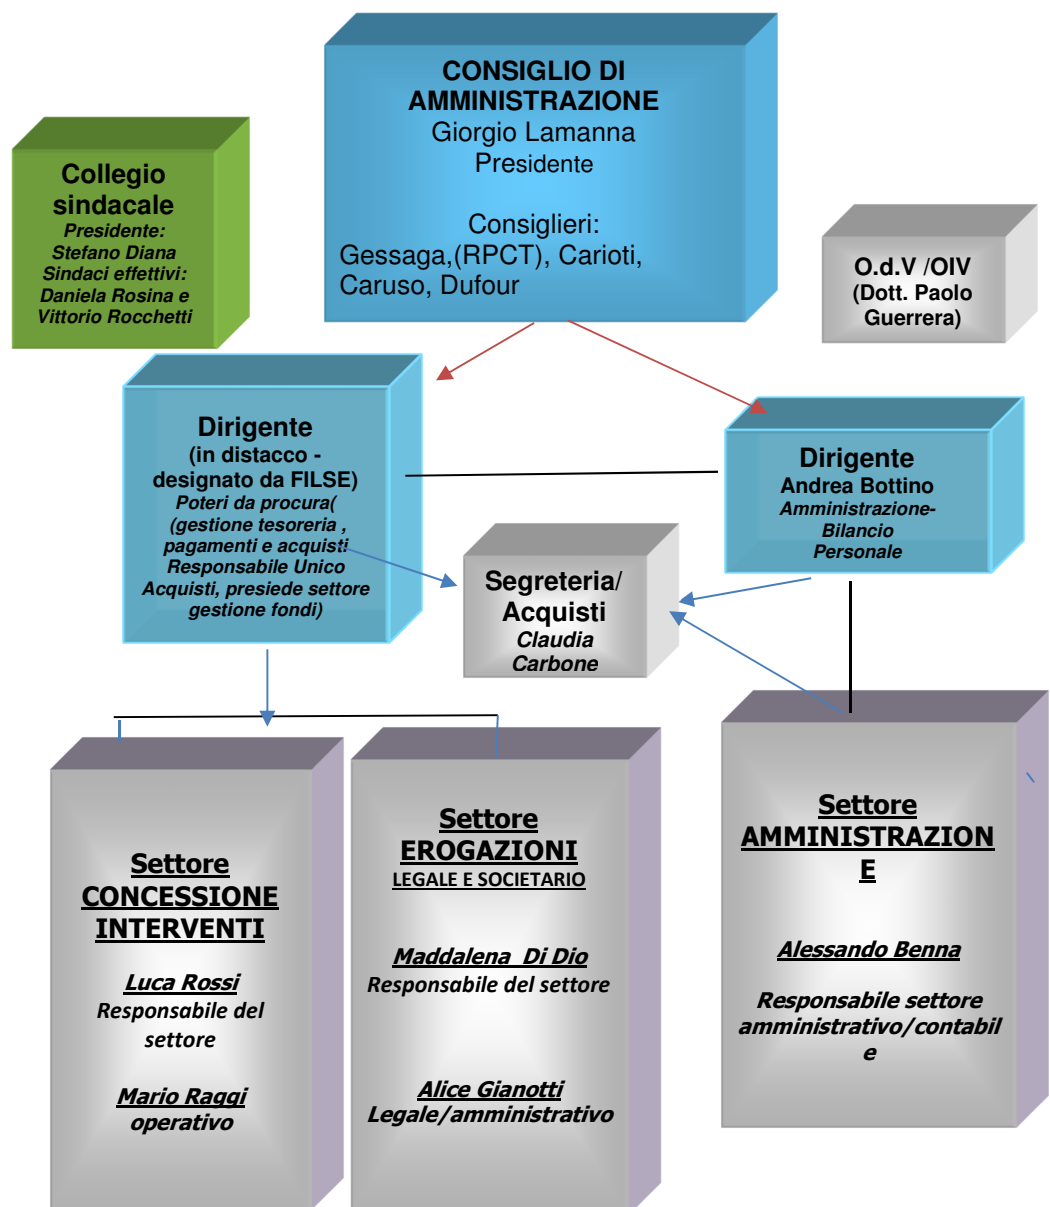 CONSIGLIO DI
AMMINISTRAZIONE
Giorgio Lamanna
Presidente
Consiglieri:
Gessaga,(RPCT), Carioti,
Caruso, Dufour
Collegio
sindacale
Presidente:
Stefano Diana
Sindaci effettivi:
Daniela Rosina e
Vittorio Rocchetti
O.d.V /OIV
(Dott. Paolo
Guerrera)
Dirigente
(in distacco -
designato da FILSE)
Poteri da procura(
(gestione tesoreria ,
pagamenti e acquisti
Responsabile Unico
Acquisti, presiede settore
gestione fondi)
Dirigente
Andrea Bottino
Amministrazione-
Bilancio
Personale
Segreteria/
Acquisti
Claudia
Carbone
Settore
CONCESSIONE
INTERVENTI
Luca Rossi
Responsabile del
settore
Mario Raggi
operativo
Settore
EROGAZIONI
LEGALE E SOCIETARIO
Maddalena  Di Dio
Responsabile del settore
Alice Gianotti
Legale/amministrativo
Settore
AMMINISTRAZION
E
Alessando Benna
Responsabile settore
amministrativo/contabil
e